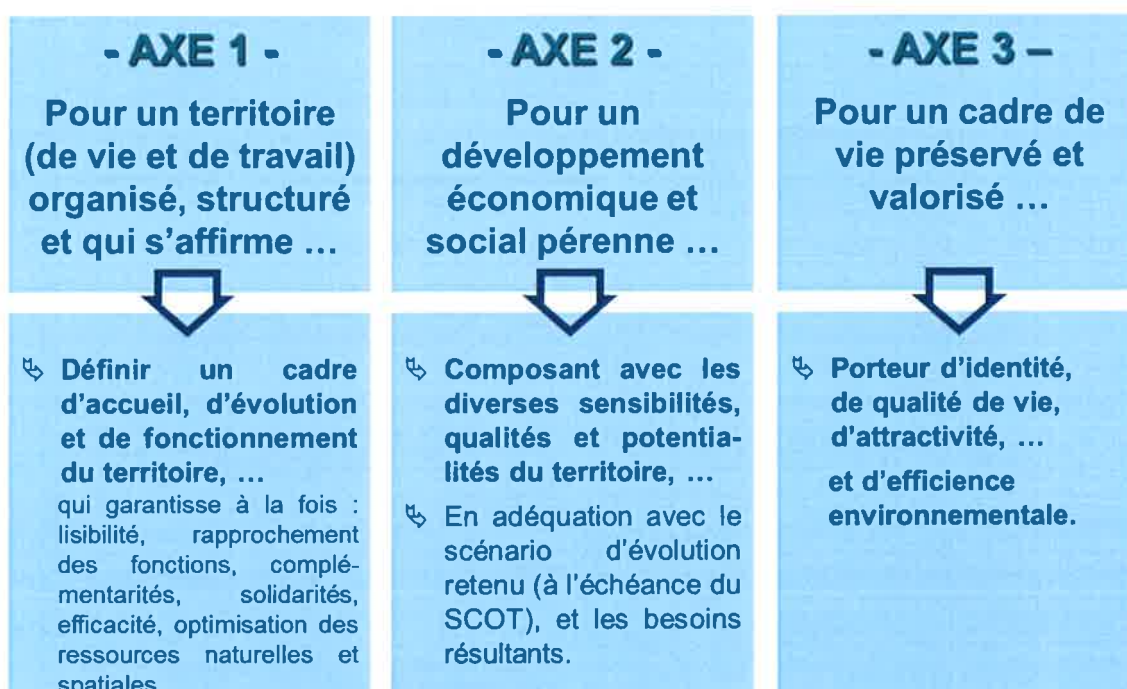 - AXE 1 -
Pour un territoire
(de vie et de travail)
organisé, structuré
et qui s'affirme ...
Définir un cadre
d'accueil, d'évolution
et de fonctionnement
du territoire, ...
qui garantisse à la fois :
lisibilité, rapprochement
des fonctions, complé-
mentarités, solidarités,
efficacité, optimisation des
ressources naturelles et
spatiales
- AXE 2 -
Pour un
développement
économique et
social pérenne ...
Composant avec les
diverses sensibilités,
qualités et potentia-
lités du territoire, ...
En adéquation avec le
scénario d'évolution
retenu (à l'échéance du
SCOT), et les besoins
résultants.
- AXE 3 –
Pour un cadre de
vie préservé et
valorisé ...
Porteur d'identité,
de qualité de vie,
d'attractivité, ...
et d'efficience
environnementale.